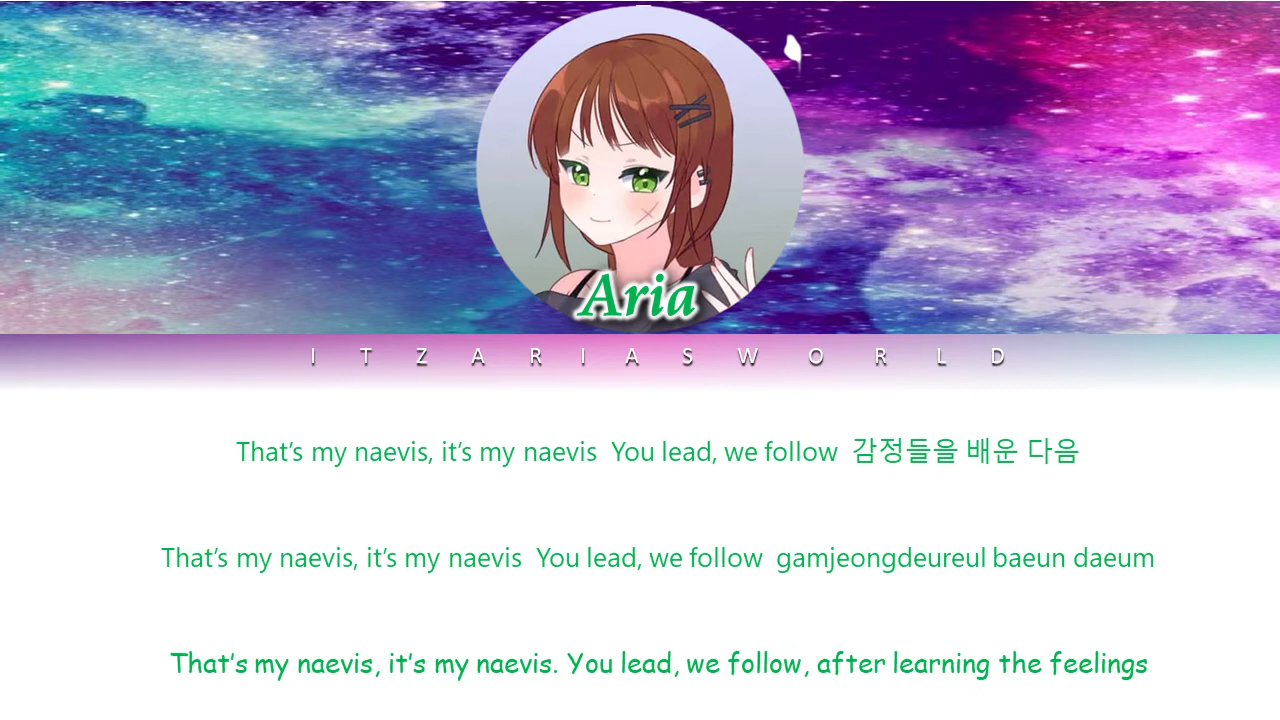 Aria
ITZARIASWORLD
That's my naevis, it's my naevis You lead, we follow 감정들을 배운 다음
That's my naevis, it's my naevis You lead, we follow gamjeongdeureul baeun daeum
That's my naevis, it's my naevis. You lead, we follow, after learning the feelings